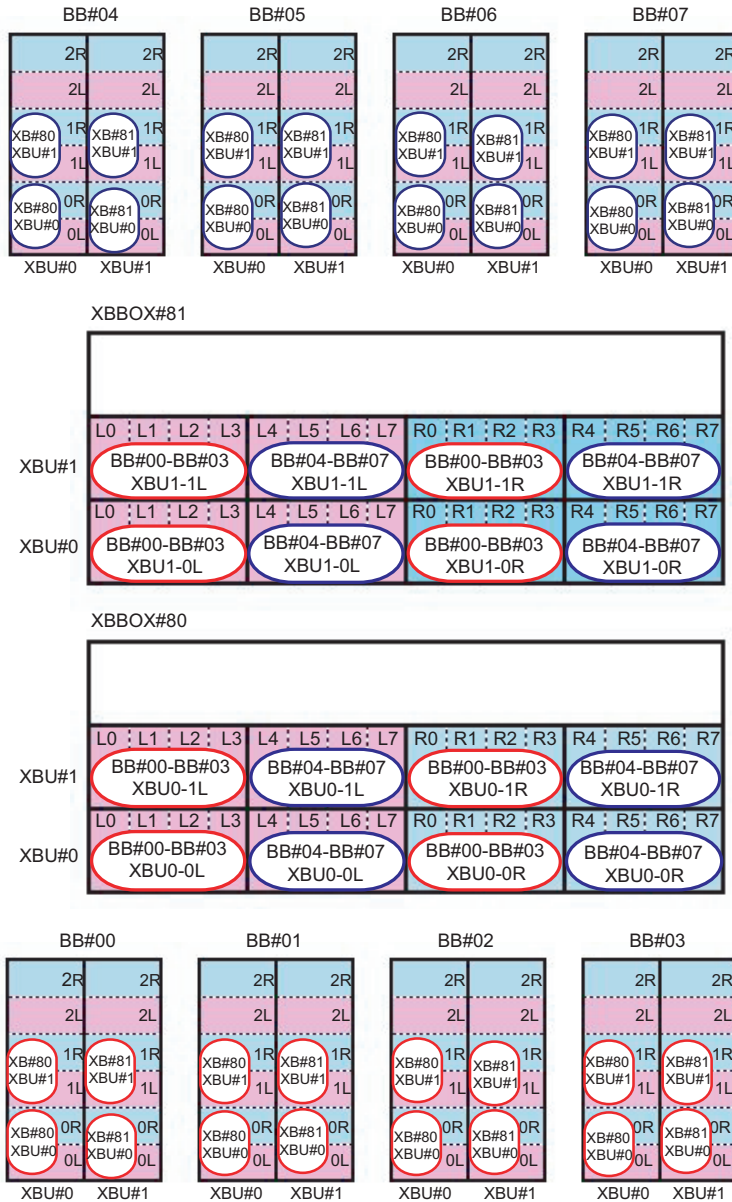 BB#04 BB#05 BB#06 BB#07
2R 2R 2R 2R 2R 2R 2R 2R
2L 2L 2L 2L 2L 2L 2L 2L
XB#80 XBU#1 1R XB#81 XBU#1 1R XB#80 XBU#1 1R XB#81 XBU#1 1R XB#80 XBU#1 1R XB#81 XBU#1 1R XB#80 XBU#1 1R XB#81 XBU#1 1R
1L 1L 1L 1L 1L 1L 1L 1L
XB#80 XBU#0 0R XB#81 XBU#0 0R XB#80 XBU#0 0R XB#81 XBU#0 0R XB#80 XBU#0 0R XB#81 XBU#0 0R XB#80 XBU#0 0R XB#81 XBU#0 0R
0L 0L 0L 0L 0L 0L 0L 0L
XBU#0 XBU#1 XBU#0 XBU#1 XBU#0 XBU#1 XBU#0 XBU#1
XBBOX#81
L0 L1 L2 L3 L4 L5 L6 L7 R0 R1 R2 R3 R4 R5 R6 R7
XBU#1
BB#00-BB#03 BB#04-BB#07 BB#00-BB#03 BB#04-BB#07
XBU1-1L XBU1-1L XBU1-1R XBU1-1R
L0 L1 L2 L3 L4 L5 L6 L7 R0 R1 R2 R3 R4 R5 R6 R7
XBU#0
BB#00-BB#03 BB#04-BB#07 BB#00-BB#03 BB#04-BB#07
XBU1-0L XBU1-0L XBU1-0R XBU1-0R
XBBOX#80
L0 L1 L2 L3 L4 L5 L6 L7 R0 R1 R2 R3 R4 R5 R6 R7
XBU#1
BB#00-BB#03 BB#04-BB#07 BB#00-BB#03 BB#04-BB#07
XBU0-1L XBU0-1L XBU0-1R XBU0-1R
L0 L1 L2 L3 L4 L5 L6 L7 R0 R1 R2 R3 R4 R5 R6 R7
XBU#0
BB#00-BB#03 BB#04-BB#07 BB#00-BB#03 BB#04-BB#07
XBU0-0L XBU0-0L XBU0-0R XBU0-0R
BB#00 BB#01 BB#02 BB#03
2R 2R 2R 2R 2R 2R 2R 2R
2L 2L 2L 2L 2L 2L 2L 2L
XB#80 XBU#1 1R XB#81 XBU#1 1R XB#80 XBU#1 1R XB#81 XBU#1 1R XB#80 XBU#1 1R XB#81 XBU#1 1R XB#80 XBU#1 1R XB#81 XBU#1 1R
1L 1L 1L 1L 1L 1L 1L 1L
XB#80 XBU#0 0R XB#81 XBU#0 0R XB#80 XBU#0 0R XB#81 XBU#0 0R XB#80 XBU#0 0R XB#81 XBU#0 0R XB#80 XBU#0 0R XB#81 XBU#0 0R
0L 0L 0L 0L 0L 0L 0L 0L
XBU#0 XBU#1 XBU#0 XBU#1 XBU#0 XBU#1 XBU#0 XBU#1